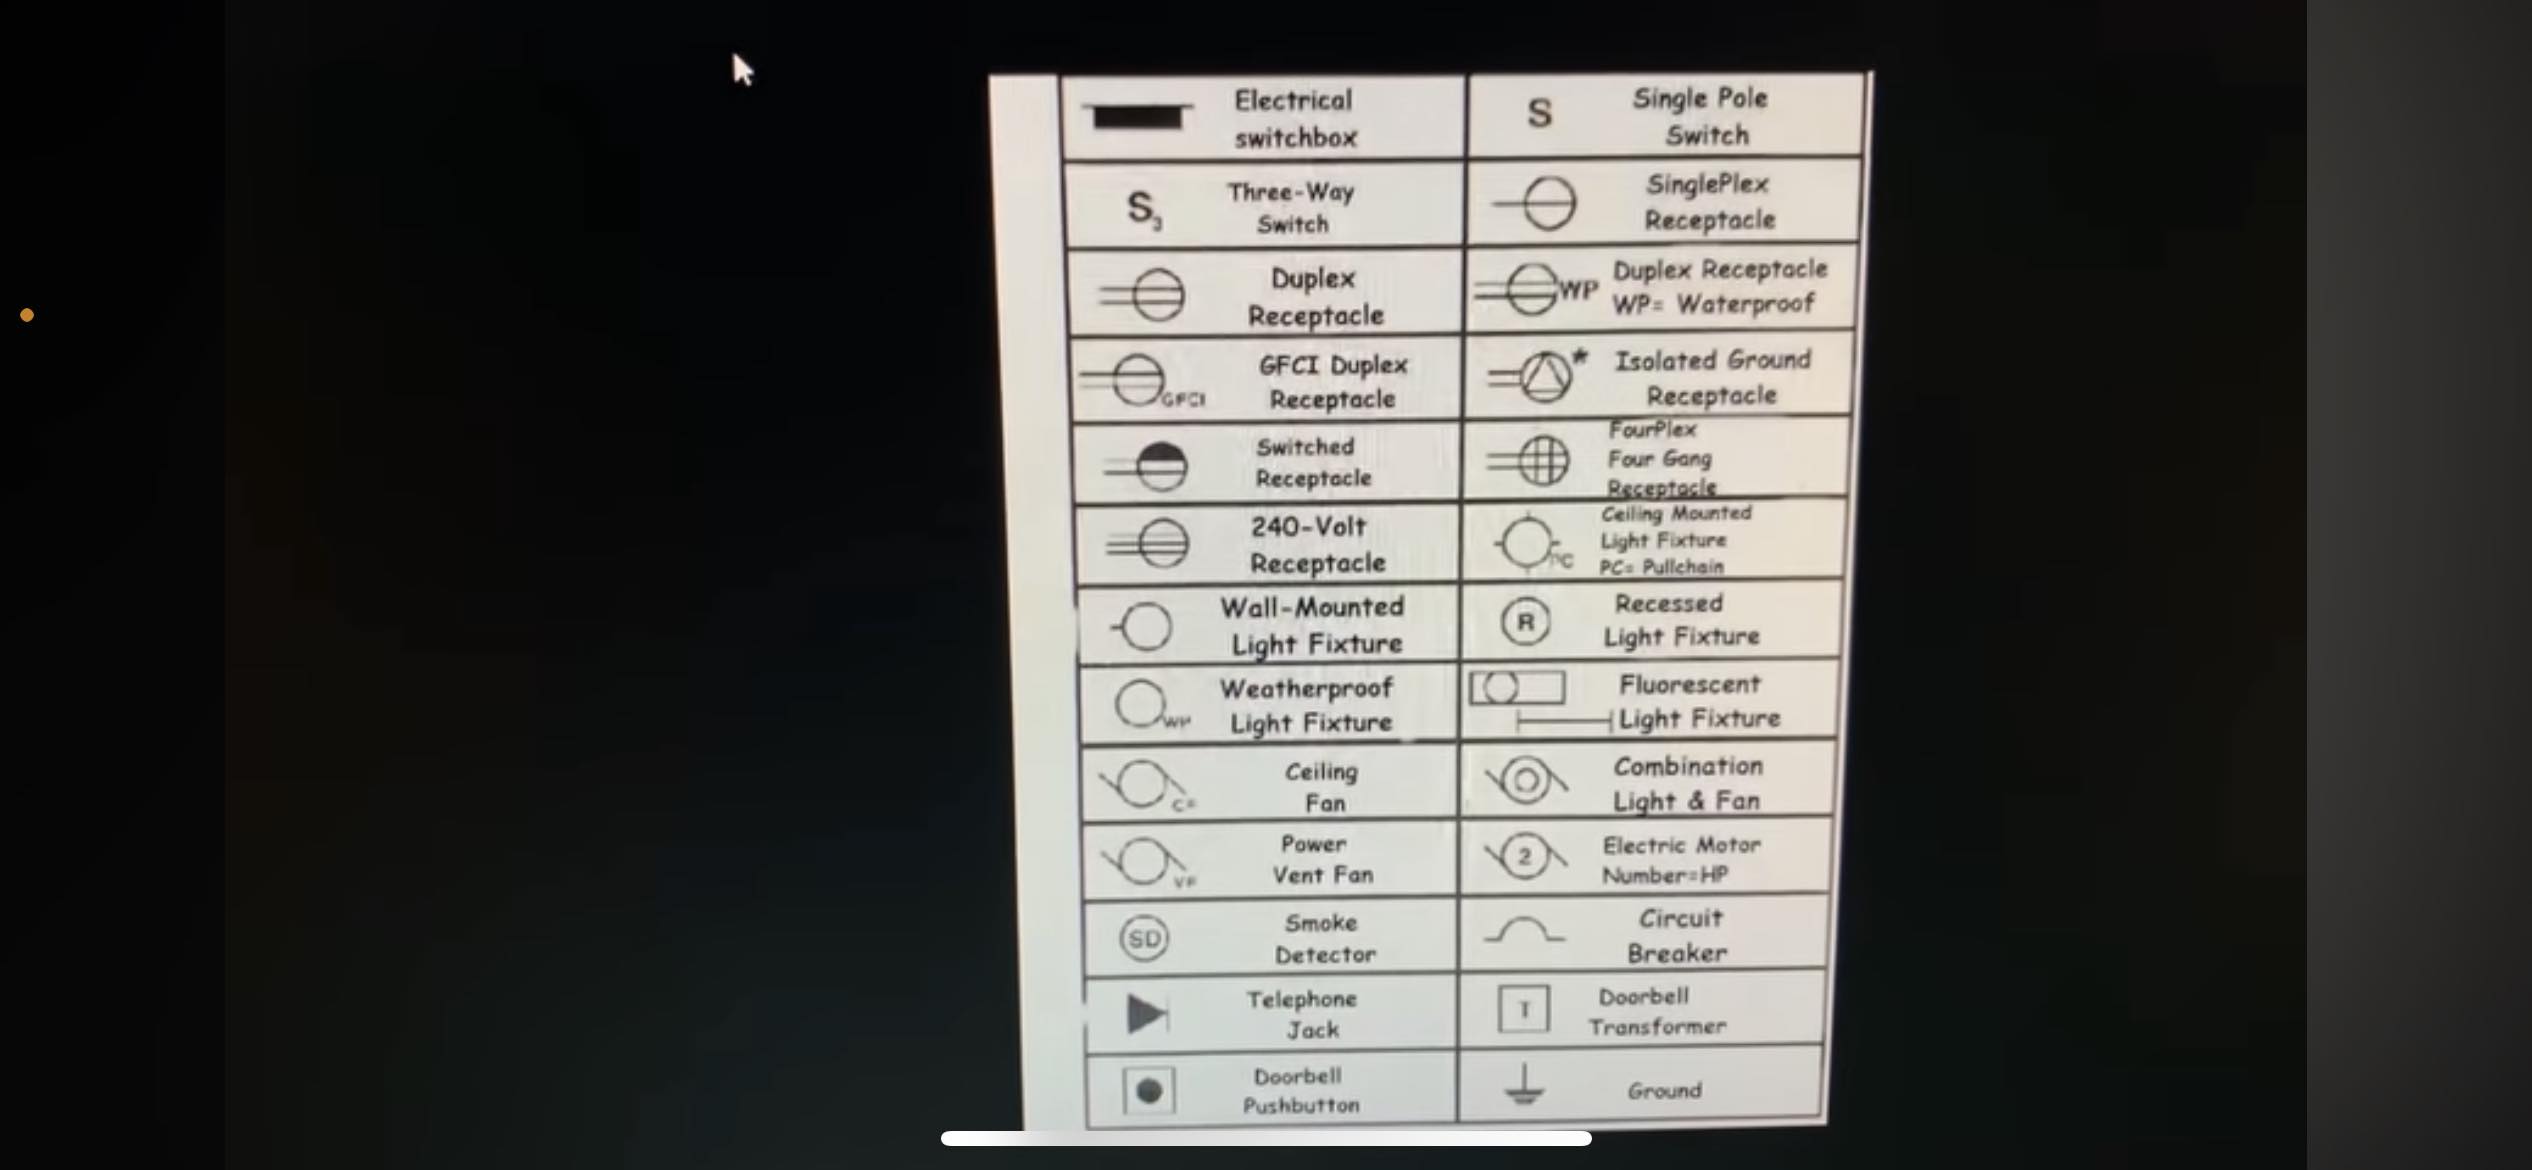 Electrical
switchbox
S
Single Pole
Switch
S3
Three-Way
Switch
SinglePlex
Receptacle
Duplex
Receptacle
WP
Duplex Receptacle
WP= Waterproof
GFCI
GFCI Duplex
Receptacle
*
Isolated Ground
Receptacle
Switched
Receptacle
FourPlex
Four Gang
Receptacle
240-Volt
Receptacle
PC
Ceiling Mounted
Light Fixture
PC= Pullchain
Wall-Mounted
Light Fixture
R
Recessed
Light Fixture
WP
Weatherproof
Light Fixture
Fluorescent
Light Fixture
Ceiling
Fan
Combination
Light & Fan
VF
Power
Vent Fan
2
Electric Motor
Number=HP
SD
Smoke
Detector
Circuit
Breaker
Telephone
Jack
T
Doorbell
Transformer
Doorbell
Pushbutton
Ground